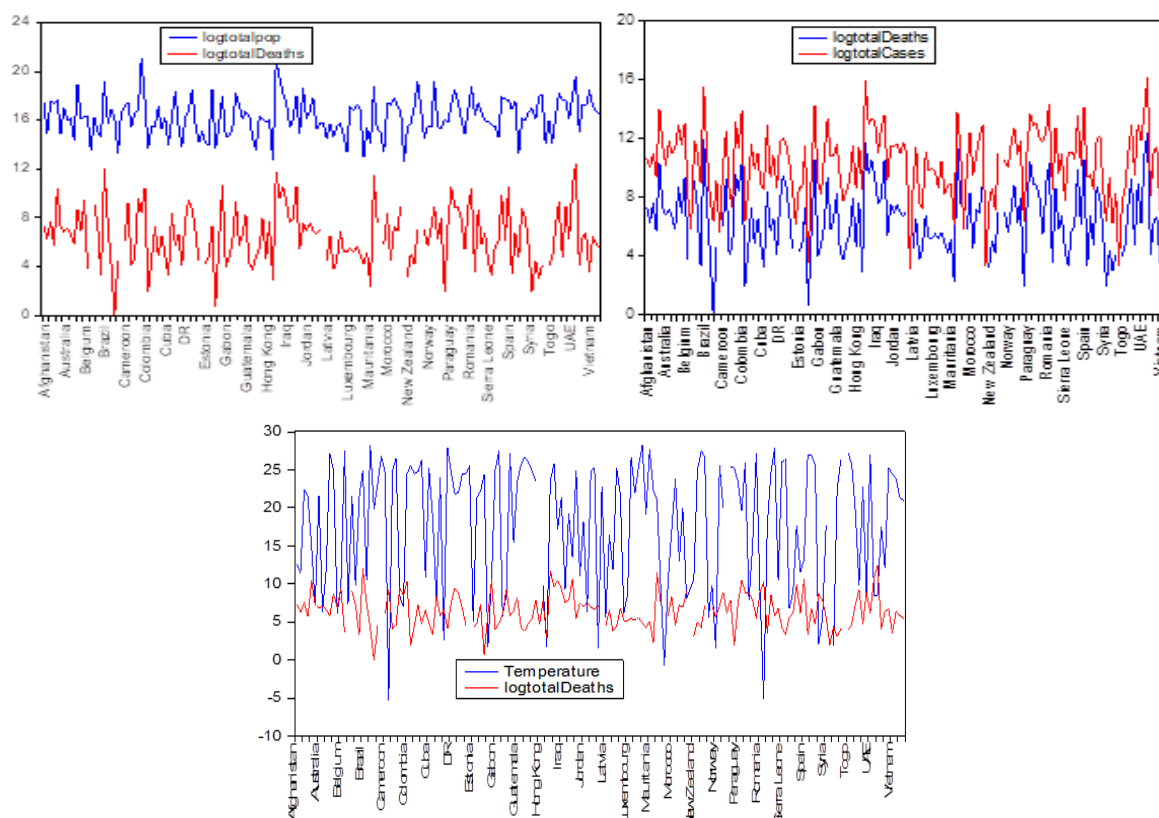 24
20
16
12
8
4
0
logtotalpop
logtotalDeaths
Afghanistan
Australia
Belgium
Brazil
Cameroon
Colombia
Cuba
DR
Estonia
Gabon
Guatemala
Hong Kong
Iraq
Jordan
Latvia
Luxembourg
Mauritania
Morocco
New Zealand
Norway
Paraguay
Romania
Sierra Leone
Spain
Syria
Togo
UAE
Vietnam
20
16
12
8
4
0
logtotalDeaths
logtotalCases
Afghanistan
Australia
Belgium
Brazil
Cameroon
Colombia
Cuba
DR
Estonia
Gabon
Guatemala
Hong Kong
Iraq
Jordan
Latvia
Luxembourg
Mauritania
Morocco
New Zealand
Norway
Paraguay
Romania
Sierra Leone
Spain
Syria
Togo
UAE
30
25
20
15
10
5
0
-5
-10
Temperature
logtotalDeaths
Afghanistan
Australia
Belgium
Brazil
Cameroon
Colombia
Cuba
DR
Estonia
Gabon
Guatemala
Hong Kong
Iraq
Jordan
Latvia
Luxembourg
Mauritania
Morocco
New Zealand
Norway
Paraguay
Romania
Sierra Leone
Spain
Syria
Togo
UAE
Vietnam